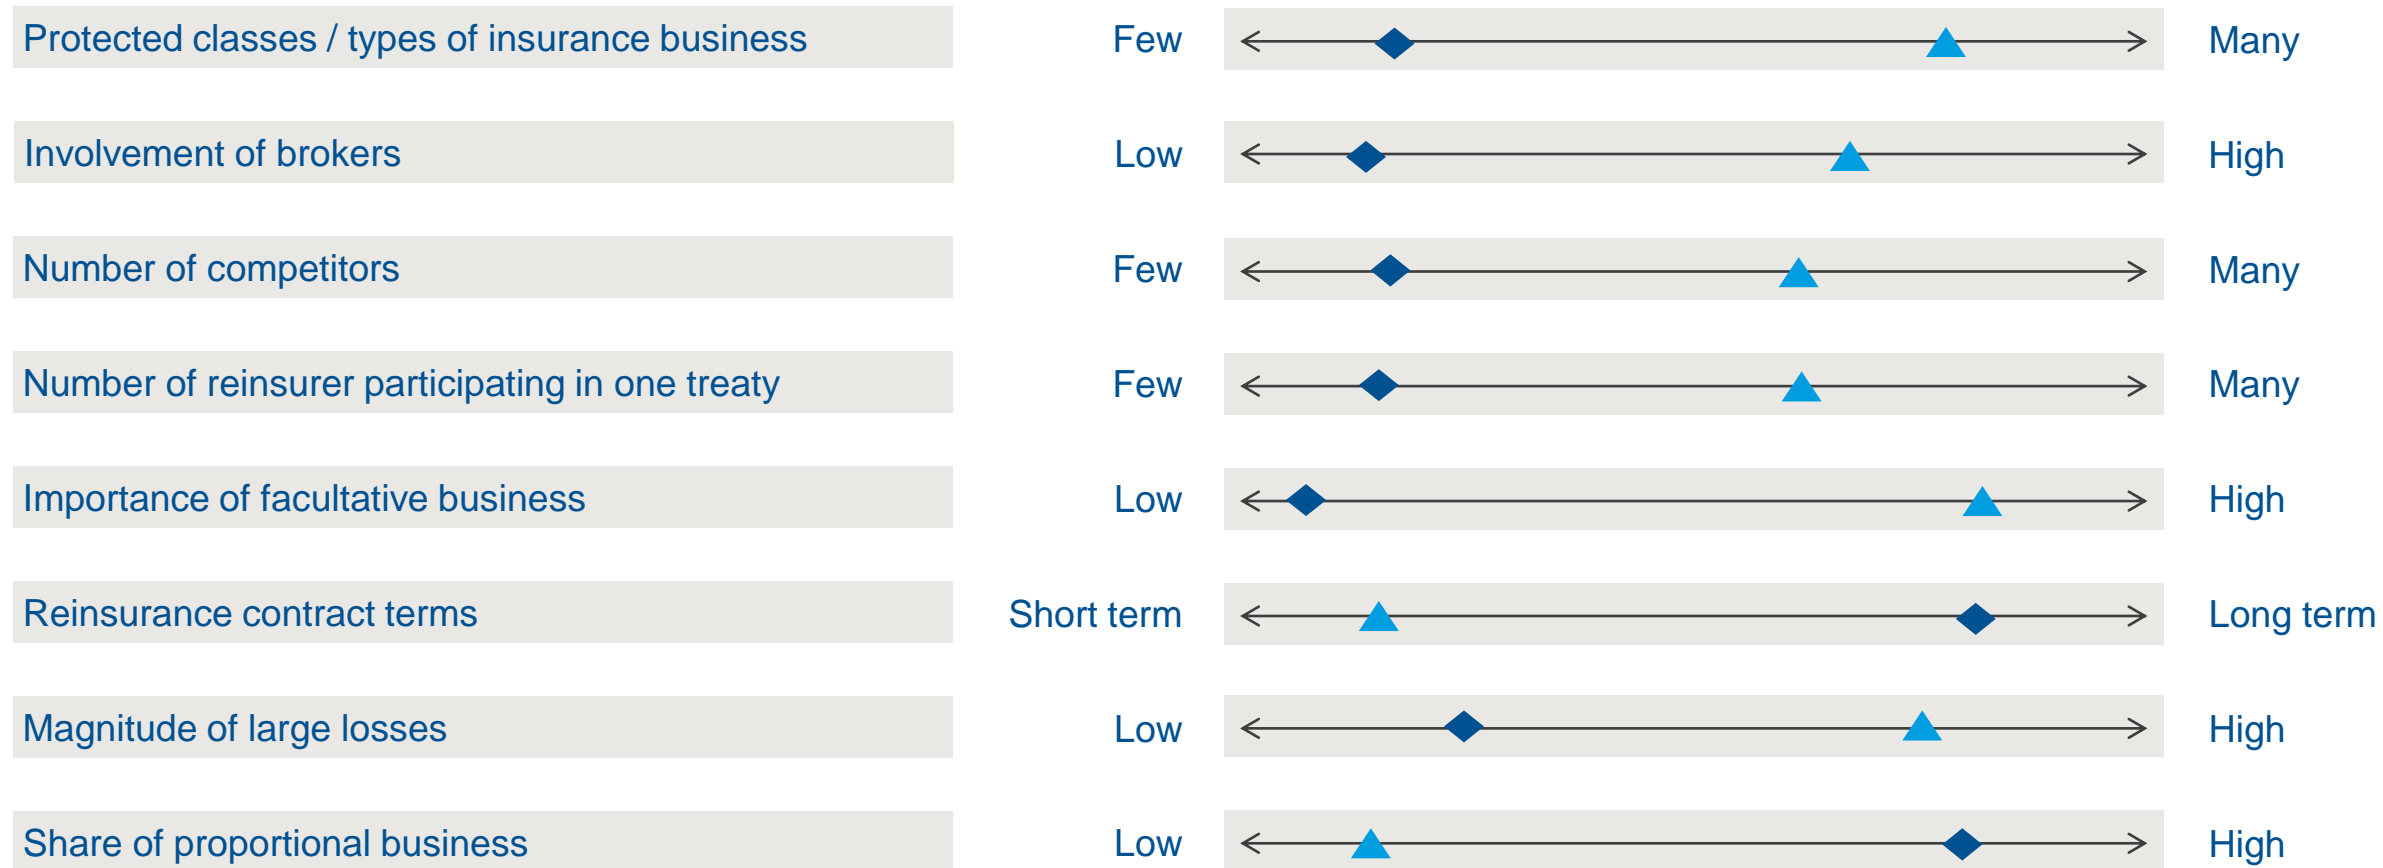 Protected classes / types of insurance business Few Many
Involvement of brokers Low High
Number of competitors Few Many
Number of reinsurer participating in one treaty Few Many
Importance of facultative business Low High
Reinsurance contract terms Short term Long term
Magnitude of large losses Low High
Share of proportional business Low High